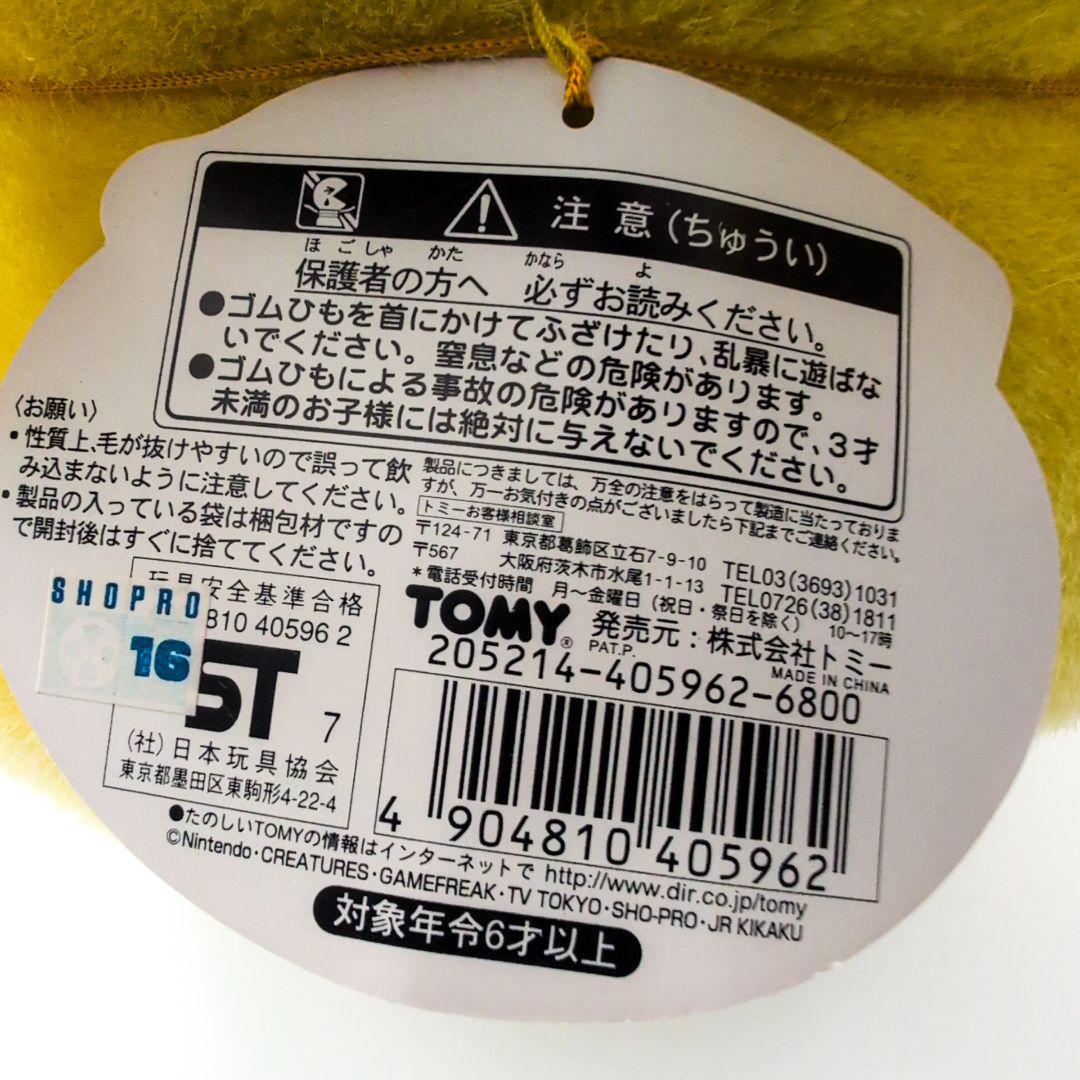 注意(ちゅうい)
ほごしゃ かた かなら よ
保護者の方へ 必ずお読みください。
●ゴムひもを首にかけてふざけたり、乱暴に遊ばな
いでください。窒息などの危険があります。
●ゴムひもによる事故の危険がありますので、3才
未満のお子様には絶対に与えないでください。
〈お願い〉
・性質上、毛が抜けやすいので誤って飲
み込まないように注意してください。
・製品の入っている袋は梱包材ですの
で開封後はすぐに捨ててください。
製品につきましては、万全の注意をはらって製造に当たっておりま
すが、万一お気付きの点がございましたら下記までご連絡ください。
トミーお客様相談室
〒124-71 東京都葛飾区立石7-9-10 TEL03(3693)1031
〒567 大阪府茨木市水尾1-1-13 TEL0726(38)1811
*電話受付時間 月〜金曜日(祝日・祭日を除く) 10〜17時
TOMY® 発売元:株式会社トミー
PAT.P. MADE IN CHINA
205214-405962-6800
4 904810 405962
玩具安全基準合格
810 40596 2
SHOPRO
16
ST 7
(社)日本玩具協会
東京都墨田区東駒形4-22-4
●たのしいTOMYの情報はインターネットで http://www.dir.co.jp/tomy
©Nintendo・CREATURES・GAMEFREAK・TV TOKYO・SHO-PRO・JR KIKAKU
対象年令6才以上